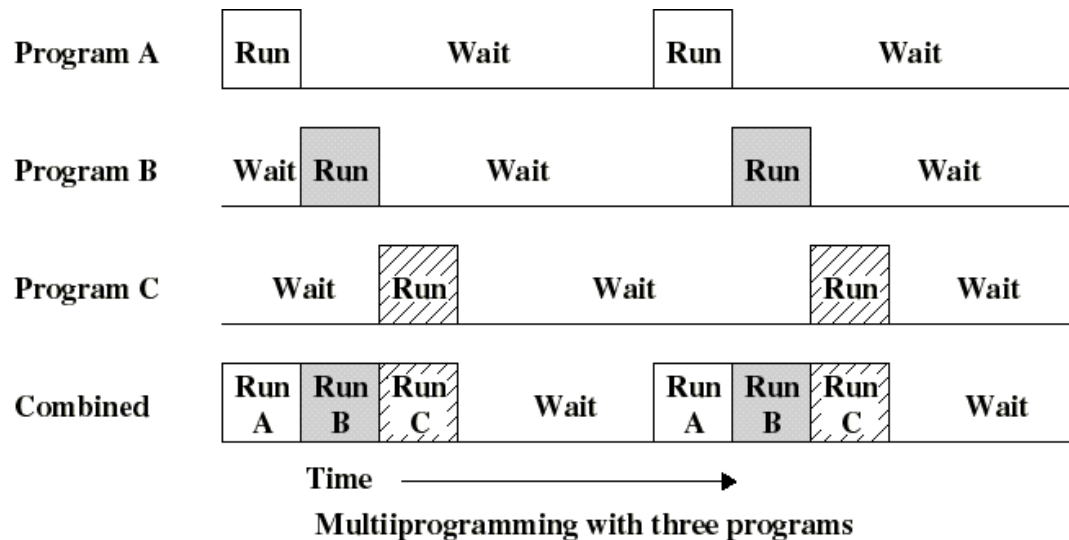 Program A Run Wait Run Wait
Program B Wait Run Wait Run Wait
Program C Wait Run Wait Run Wait
Combined Run A Run B Run C Wait Run A Run B Run C Wait
Time
Multiiprogramming with three programs